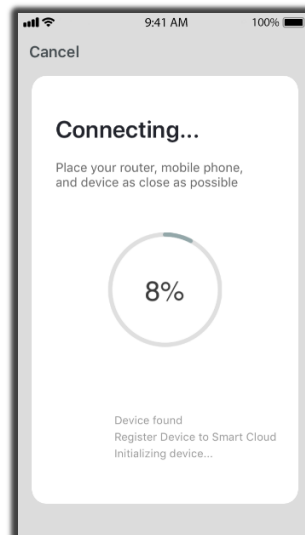 9:41 AM
100%
Cancel
Connecting...
Place your router, mobile phone,
and device as close as possible
8%
Device found
Register Device to Smart Cloud
Initializing device...